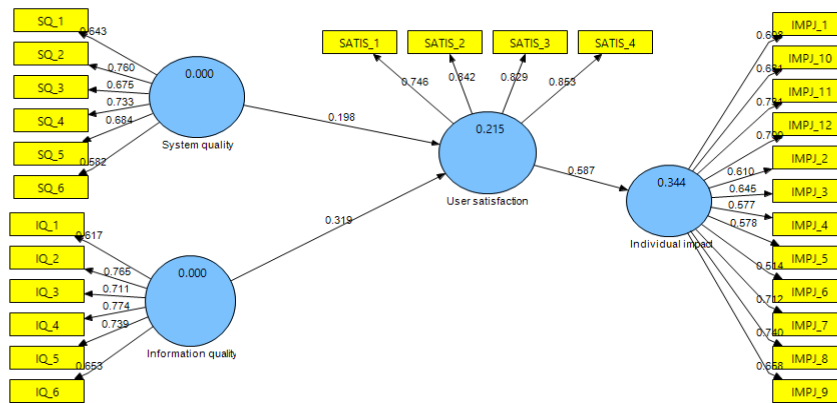 SQ_1
0.643
SQ_2
0.760
SQ_3
0.675
SQ_4
0.733
SQ_5
0.684
SQ_6
0.582
0.000
System quality
IQ_1
0.617
IQ_2
0.765
IQ_3
0.711
IQ_4
0.774
IQ_5
0.739
IQ_6
0.653
0.000
Information quality
0.198
0.319
SATIS_1
SATIS_2
SATIS_3
SATIS_4
0.746
0.842
0.829
0.853
0.215
User satisfaction
0.587
0.344
Individual impact
IMPJ_1
IMPJ_10
IMPJ_11
IMPJ_12
0.610
IMPJ_2
0.645
IMPJ_3
0.577
IMPJ_4
0.578
IMPJ_5
0.514
IMPJ_6
0.712
IMPJ_7
0.740
IMPJ_8
0.658
IMPJ_9